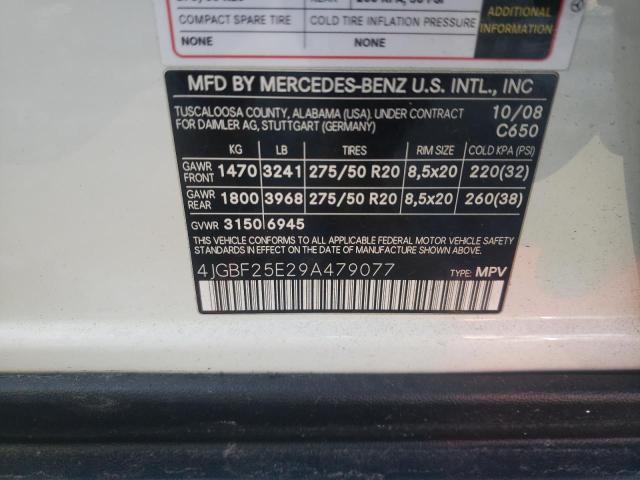 COMPACT SPARE TIRE COLD TIRE INFLATION PRESSURE
NONE NONE
ADDITIONAL
INFORMATION
MFD BY MERCEDES-BENZ U.S. INTL., INC
TUSCALOOSA COUNTY, ALABAMA (USA). UNDER CONTRACT 10/08
FOR DAIMLER AG, STUTTGART (GERMANY) C650
KG LB TIRES RIM SIZE COLD KPA (PSI)
GAWR FRONT 1470 3241 275/50 R20 8,5x20 220(32)
GAWR REAR 1800 3968 275/50 R20 8,5x20 260(38)
GVWR 3150 6945
THIS VEHICLE CONFORMS TO ALL APPLICABLE FEDERAL MOTOR VEHICLE SAFETY
STANDARDS IN EFFECT ON THE DATE OF MANUFACTURE SHOWN ABOVE.
4JGBF25E29A479077 TYPE: MPV